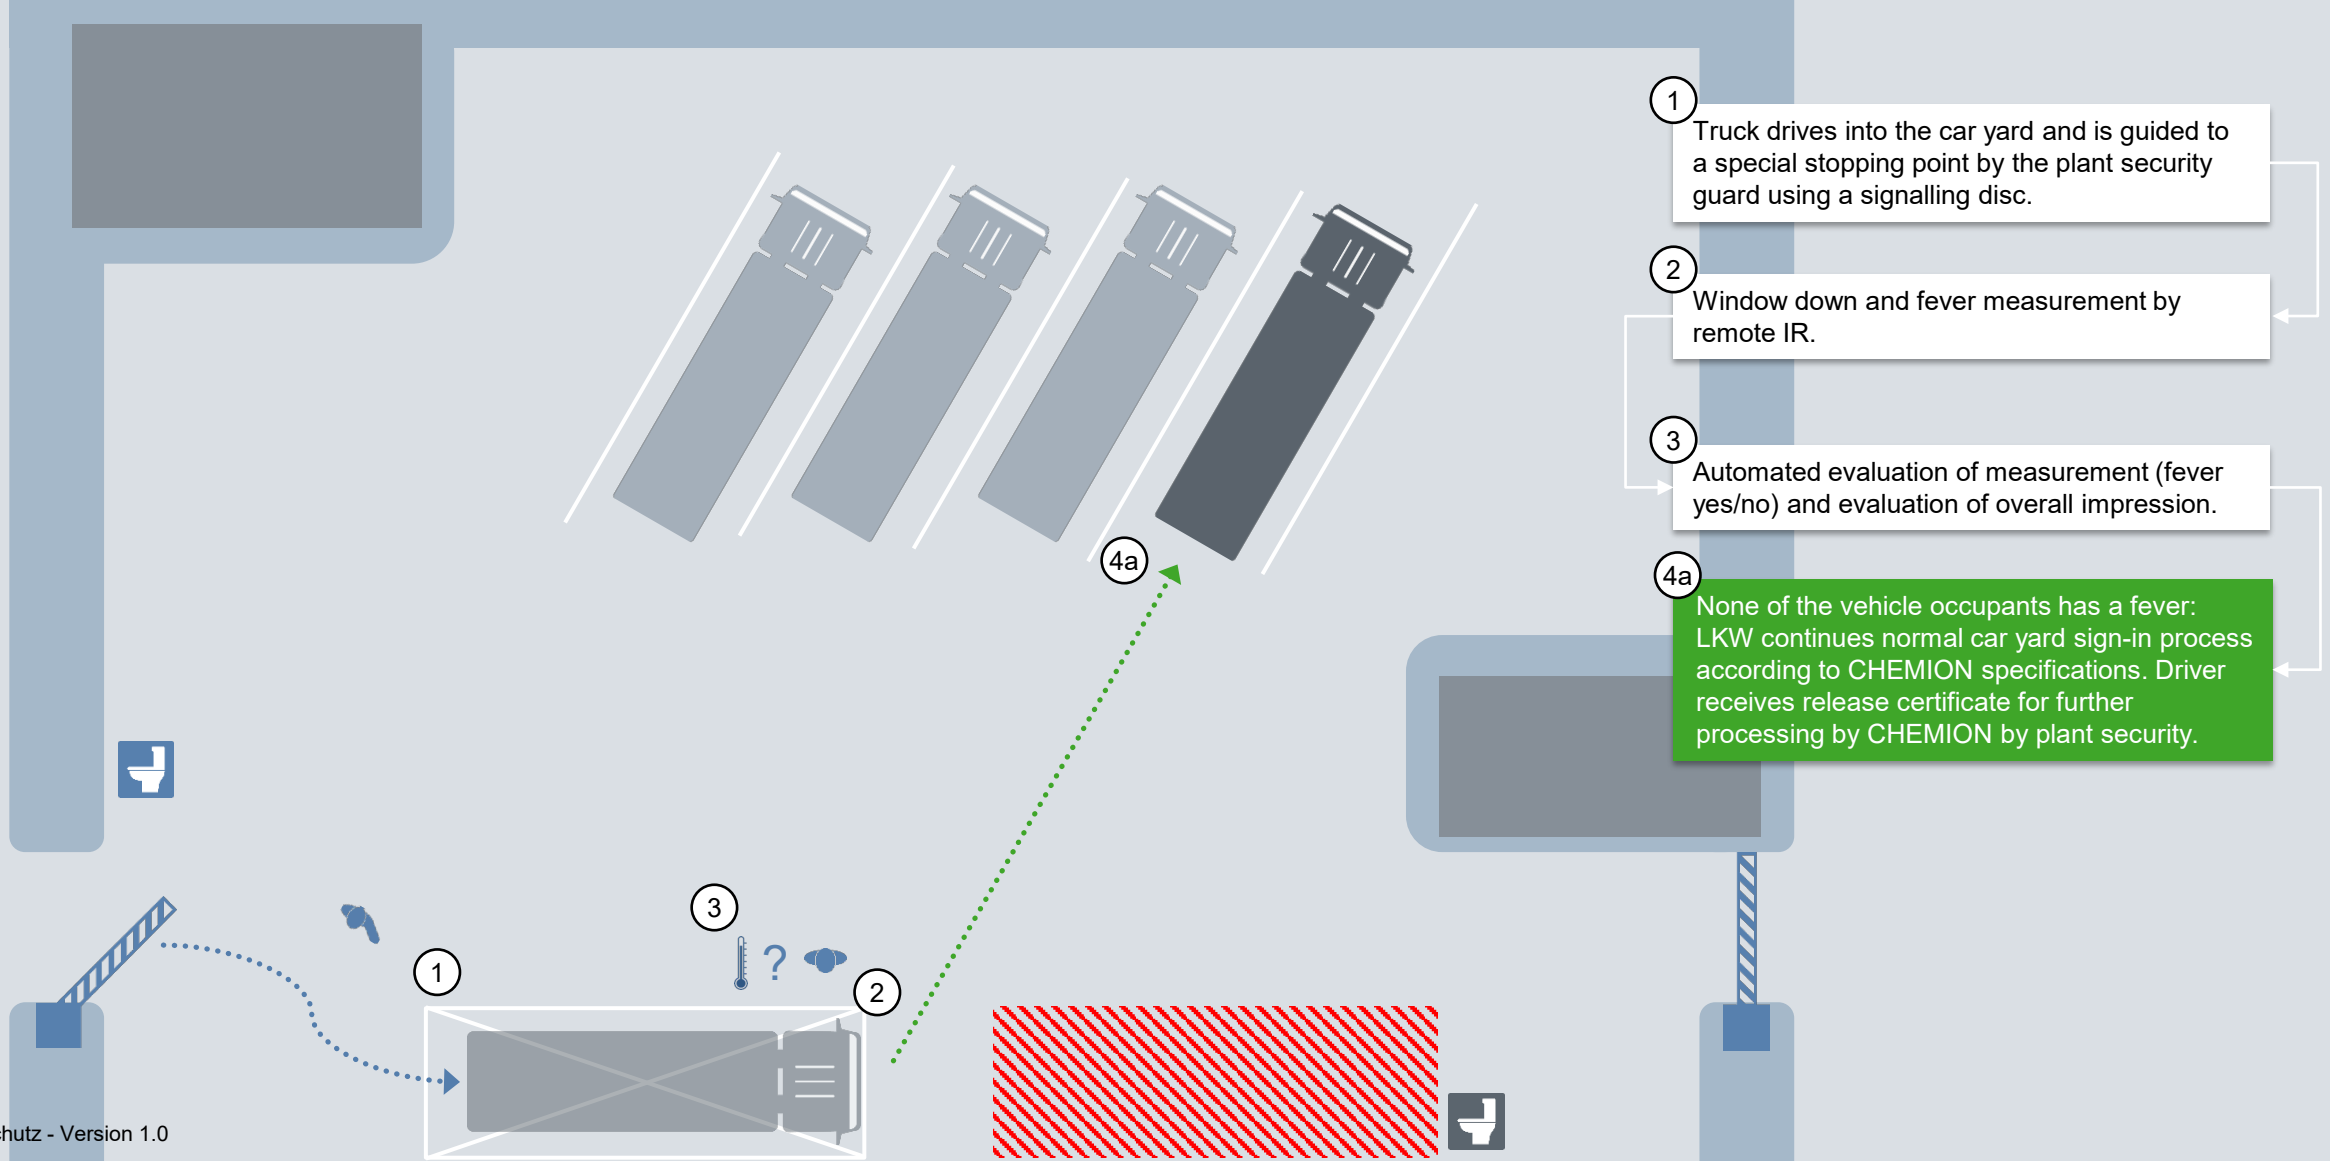 1
Truck drives into the car yard and is guided to
a special stopping point by the plant security
guard using a signalling disc.
2
Window down and fever measurement by
remote IR.
3
Automated evaluation of measurement (fever
yes/no) and evaluation of overall impression.
4a
None of the vehicle occupants has a fever:
LKW continues normal car yard sign-in process
according to CHEMION specifications. Driver
receives release certificate for further
processing by CHEMION by plant security.
4a
3
?
1
2
hutz - Version 1.0